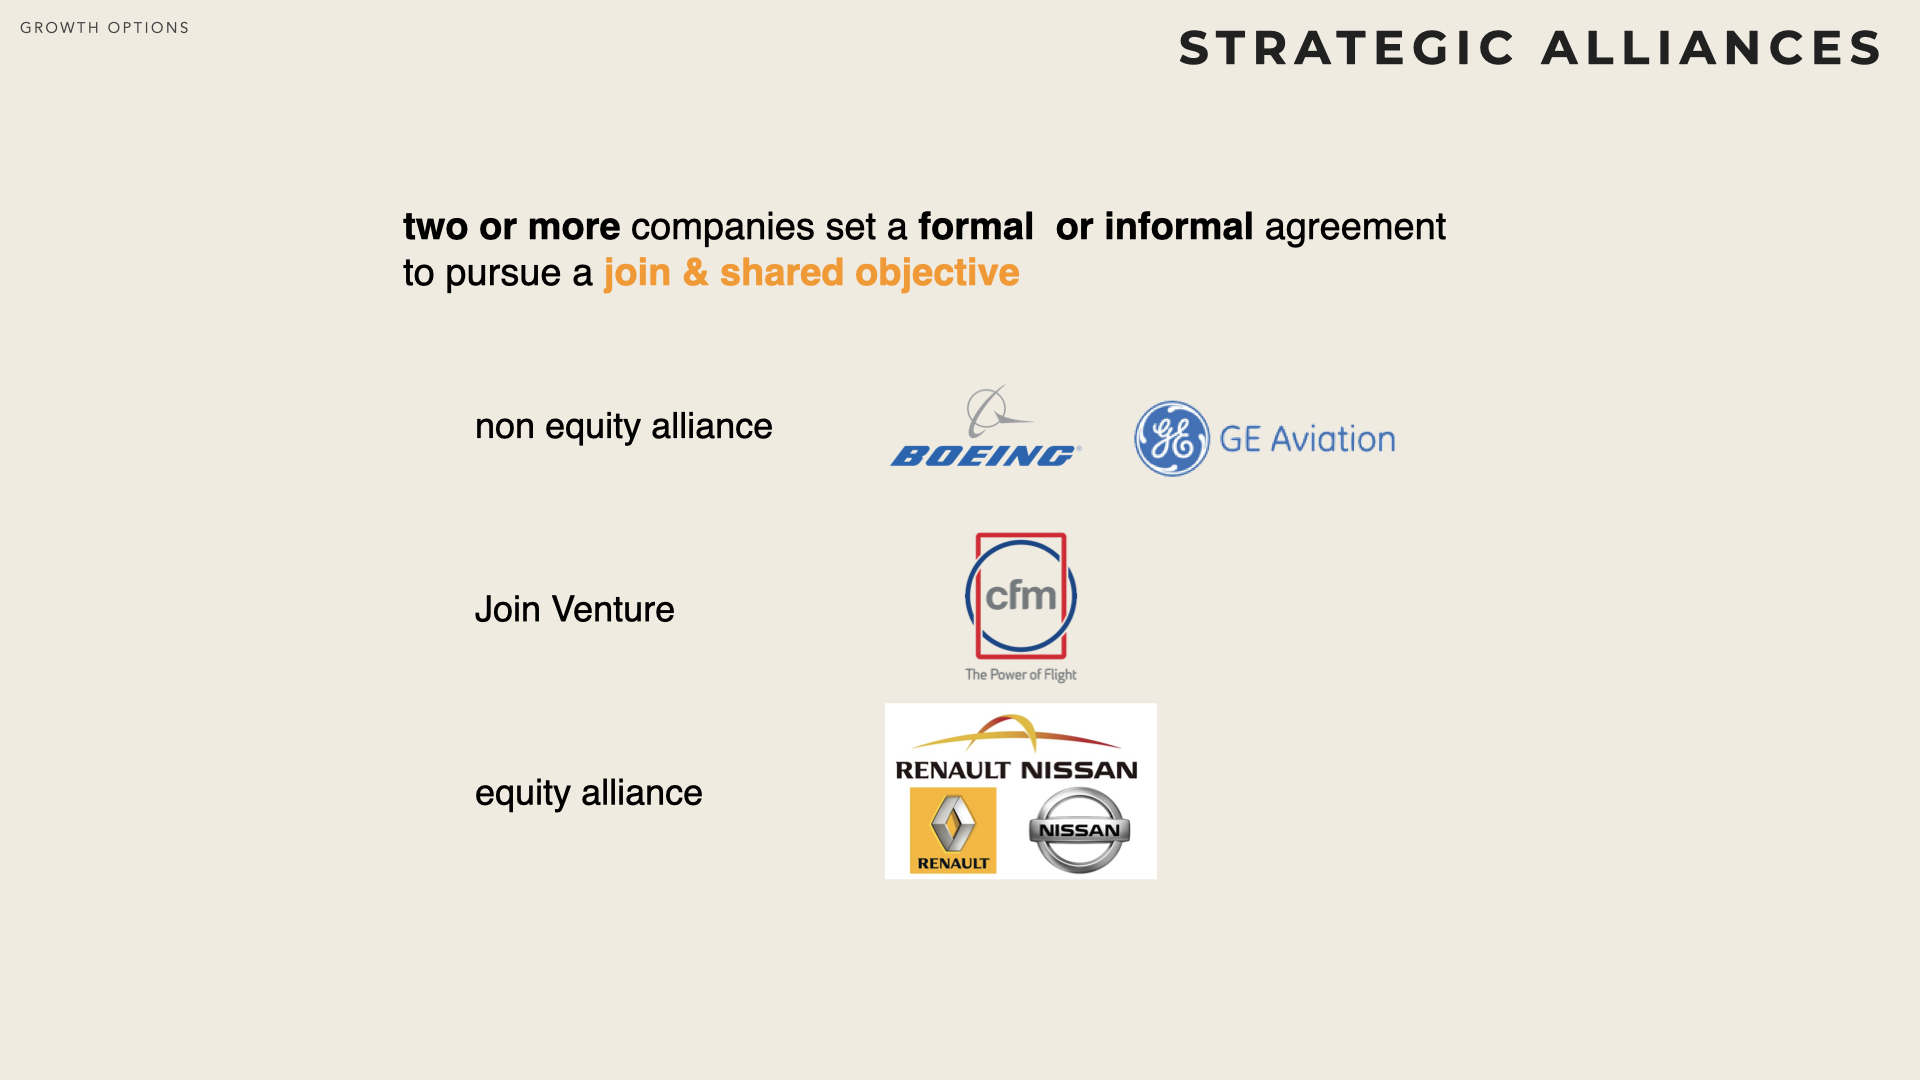 GROWTH OPTIONS
STRATEGIC ALLIANCES
two or more companies set a formal  or informal agreement
to pursue a join & shared objective
non equity alliance
BOEING®
GE Aviation
Join Venture
cfm
The Power of Flight
equity alliance
RENAULT NISSAN
RENAULT
NISSAN